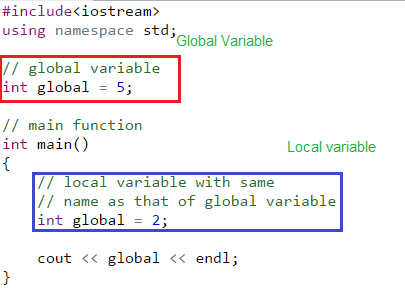 #include<iostream>
using namespace std;
Global Variable
// global variable
int global = 5;
// main function
int main()
Local variable
{
// local variable with same
// name as that of global variable
int global = 2;
cout << global << endl;
}